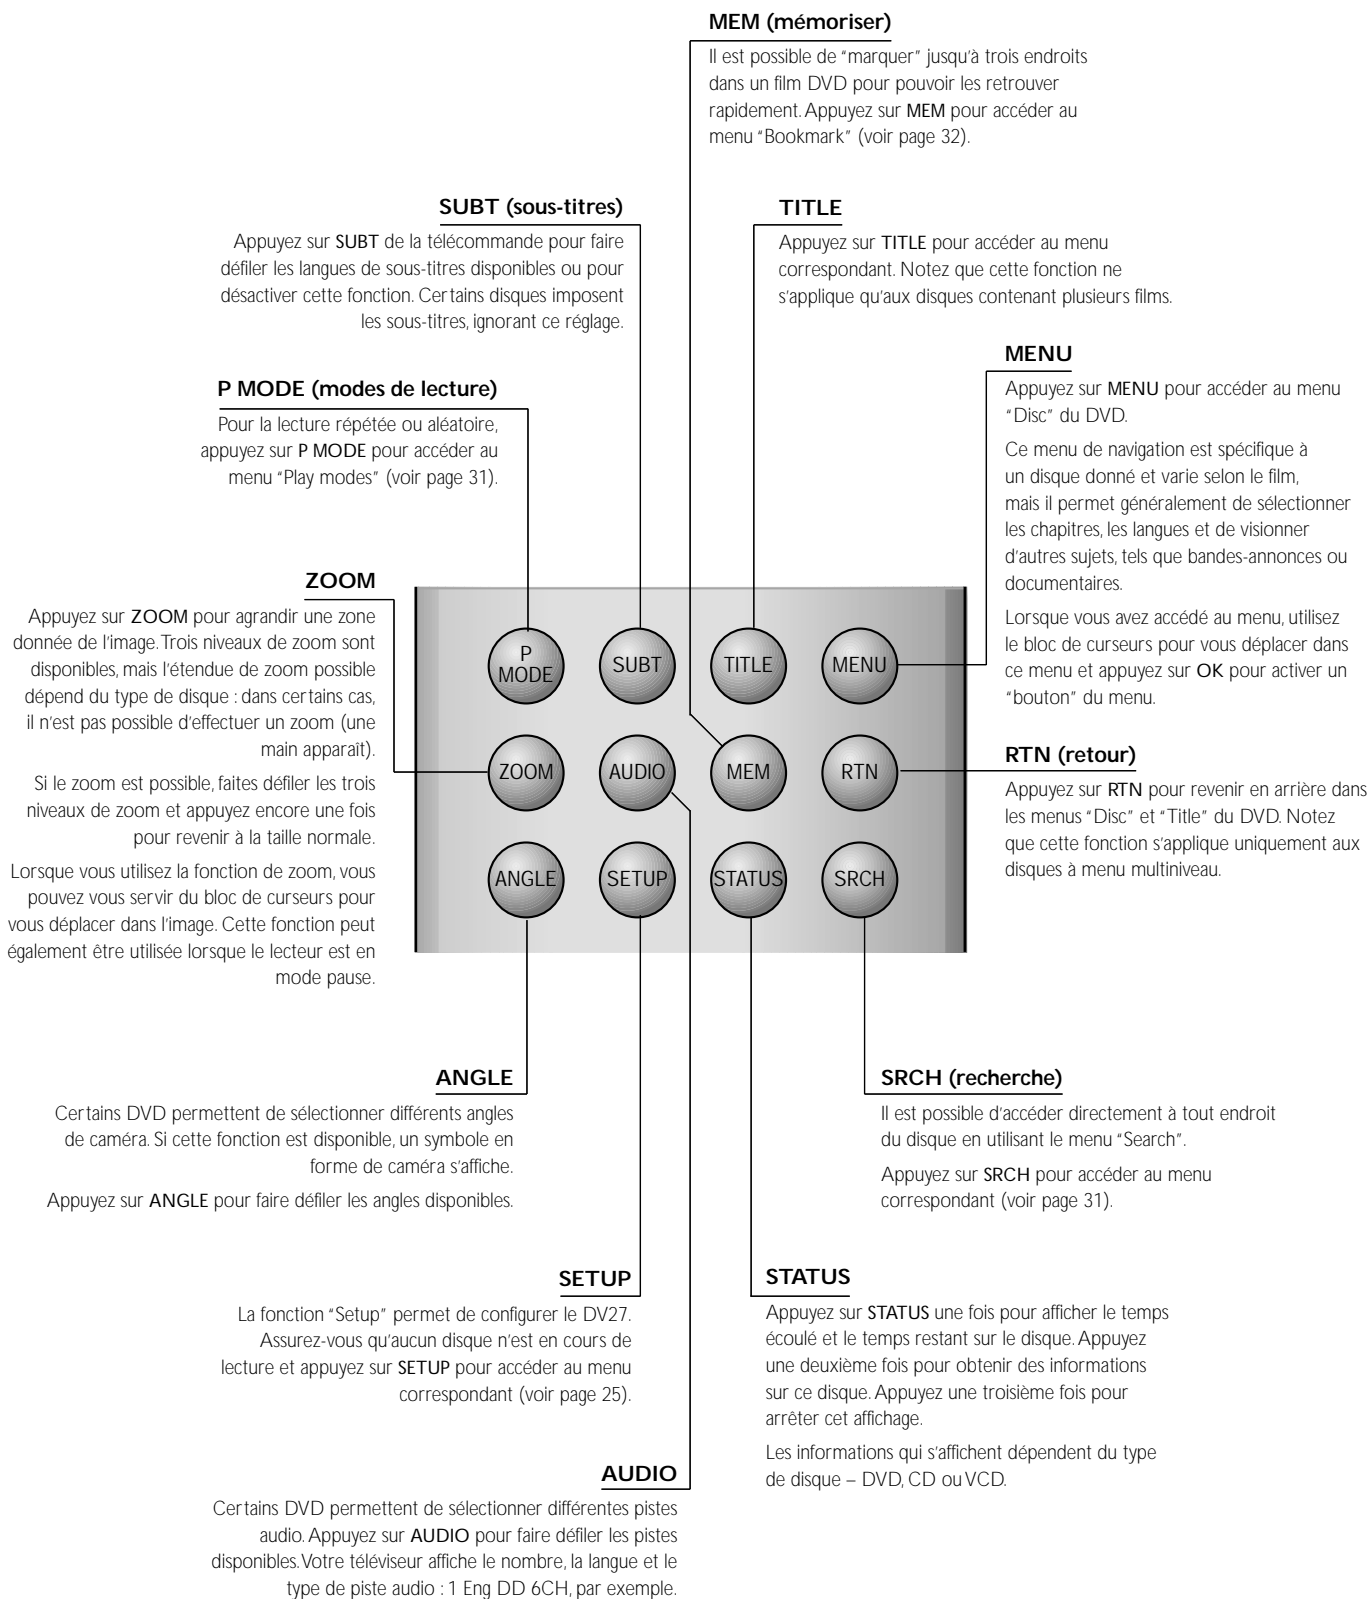 MEM (mémoriser)
Il est possible de “marquer” jusqu’à trois endroits
dans un film DVD pour pouvoir les retrouver
rapidement. Appuyez sur MEM pour accéder au
menu “Bookmark” (voir page 32).
SUBT (sous-titres)
Appuyez sur SUBT de la télécommande pour faire
défiler les langues de sous-titres disponibles ou pour
désactiver cette fonction. Certains disques imposent
les sous-titres, ignorant ce réglage.
TITLE
Appuyez sur TITLE pour accéder au menu
correspondant. Notez que cette fonction ne
s’applique qu’aux disques contenant plusieurs films.
P MODE (modes de lecture)
Pour la lecture répétée ou aléatoire,
appuyez sur P MODE pour accéder au
menu “Play modes” (voir page 31).
MENU
Appuyez sur MENU pour accéder au menu
“Disc” du DVD.
Ce menu de navigation est spécifique à
un disque donné et varie selon le film,
mais il permet généralement de sélectionner
les chapitres, les langues et de visionner
d’autres sujets, tels que bandes-annonces ou
documentaires.
Lorsque vous avez accédé au menu, utilisez
le bloc de curseurs pour vous déplacer dans
ce menu et appuyez sur OK pour activer un
“bouton” du menu.
ZOOM
Appuyez sur ZOOM pour agrandir une zone
donnée de l’image. Trois niveaux de zoom sont
disponibles, mais l’étendue de zoom possible
dépend du type de disque : dans certains cas,
il n’est pas possible d’effectuer un zoom (une
main apparaît).
Si le zoom est possible, faites défiler les trois
niveaux de zoom et appuyez encore une fois
pour revenir à la taille normale.
Lorsque vous utilisez la fonction de zoom, vous
pouvez vous servir du bloc de curseurs pour
vous déplacer dans l’image. Cette fonction peut
également être utilisée lorsque le lecteur est en
mode pause.
P
MODE
SUBT
TITLE
MENU
ZOOM
AUDIO
MEM
RTN
ANGLE
SETUP
STATUS
SRCH
RTN (retour)
Appuyez sur RTN pour revenir en arrière dans
les menus “Disc” et “Title” du DVD. Notez
que cette fonction s’applique uniquement aux
disques à menu multiniveau.
ANGLE
Certains DVD permettent de sélectionner différents angles
de caméra. Si cette fonction est disponible, un symbole en
forme de caméra s’affiche.
Appuyez sur ANGLE pour faire défiler les angles disponibles.
SRCH (recherche)
Il est possible d’accéder directement à tout endroit
du disque en utilisant le menu “Search”.
Appuyez sur SRCH pour accéder au menu
correspondant (voir page 31).
SETUP
La fonction “Setup” permet de configurer le DV27.
Assurez-vous qu’aucun disque n’est en cours de
lecture et appuyez sur SETUP pour accéder au menu
correspondant (voir page 25).
STATUS
Appuyez sur STATUS une fois pour afficher le temps
écoulé et le temps restant sur le disque. Appuyez
une deuxième fois pour obtenir des informations
sur ce disque. Appuyez une troisième fois pour
arrêter cet affichage.
Les informations qui s’affichent dépendent du type
de disque – DVD, CD ou VCD.
AUDIO
Certains DVD permettent de sélectionner différentes pistes
audio. Appuyez sur AUDIO pour faire défiler les pistes
disponibles. Votre téléviseur affiche le nombre, la langue et le
type de piste audio : 1 Eng DD 6CH, par exemple.